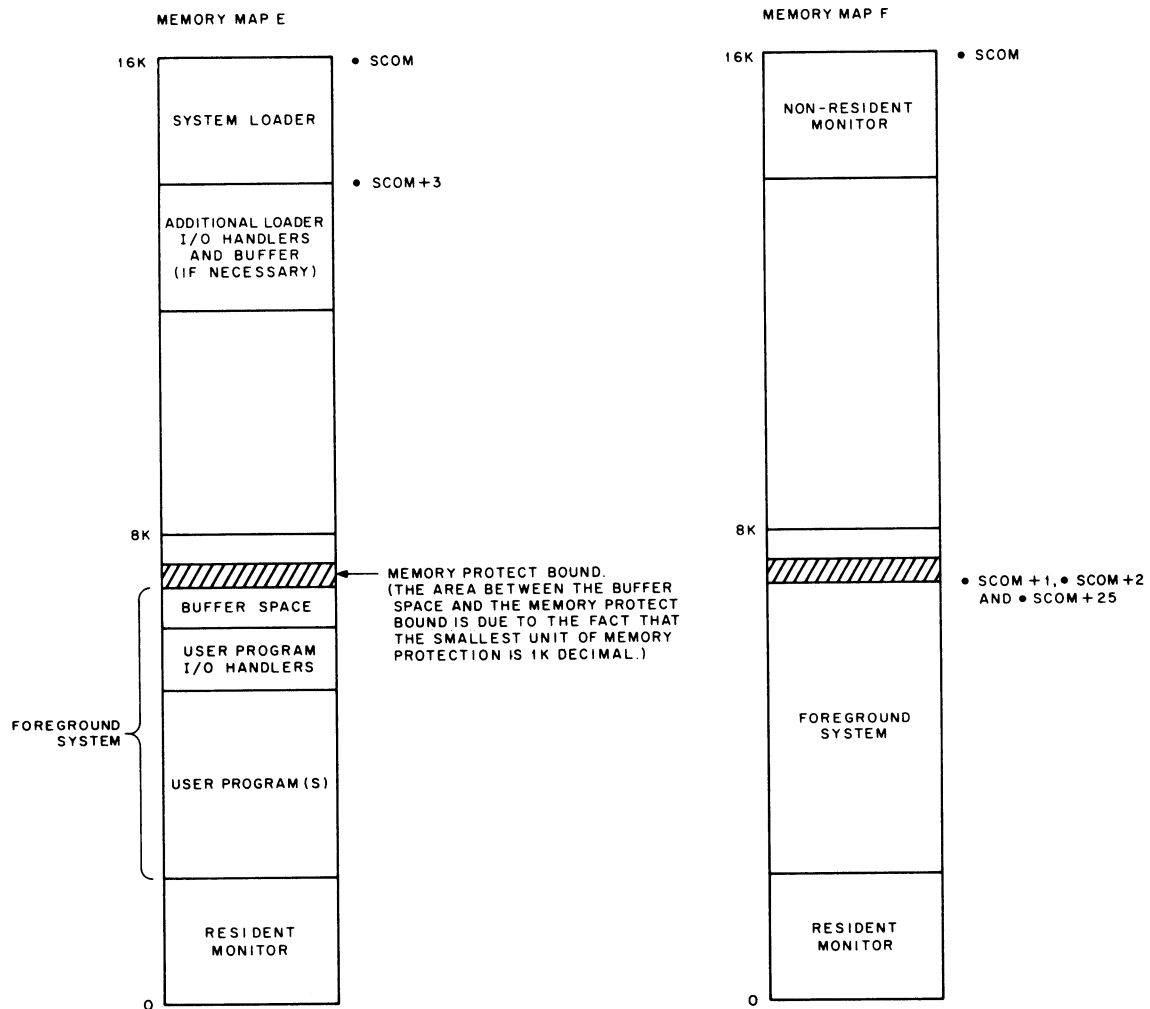 MEMORY MAP E
16K
• SCOM
SYSTEM LOADER
• SCOM+3
ADDITIONAL LOADER
I/O HANDLERS
AND BUFFER
(IF NECESSARY)
8K
MEMORY PROTECT BOUND.
(THE AREA BETWEEN THE BUFFER
SPACE AND THE MEMORY PROTECT
BOUND IS DUE TO THE FACT THAT
THE SMALLEST UNIT OF MEMORY
PROTECTION IS 1K DECIMAL.)
BUFFER SPACE
USER PROGRAM
I/O HANDLERS
FOREGROUND
SYSTEM
USER PROGRAM(S)
RESIDENT
MONITOR
0
MEMORY MAP F
16K
• SCOM
NON-RESIDENT
MONITOR
8K
• SCOM+1, • SCOM+2
AND • SCOM+25
FOREGROUND
SYSTEM
RESIDENT
MONITOR
0